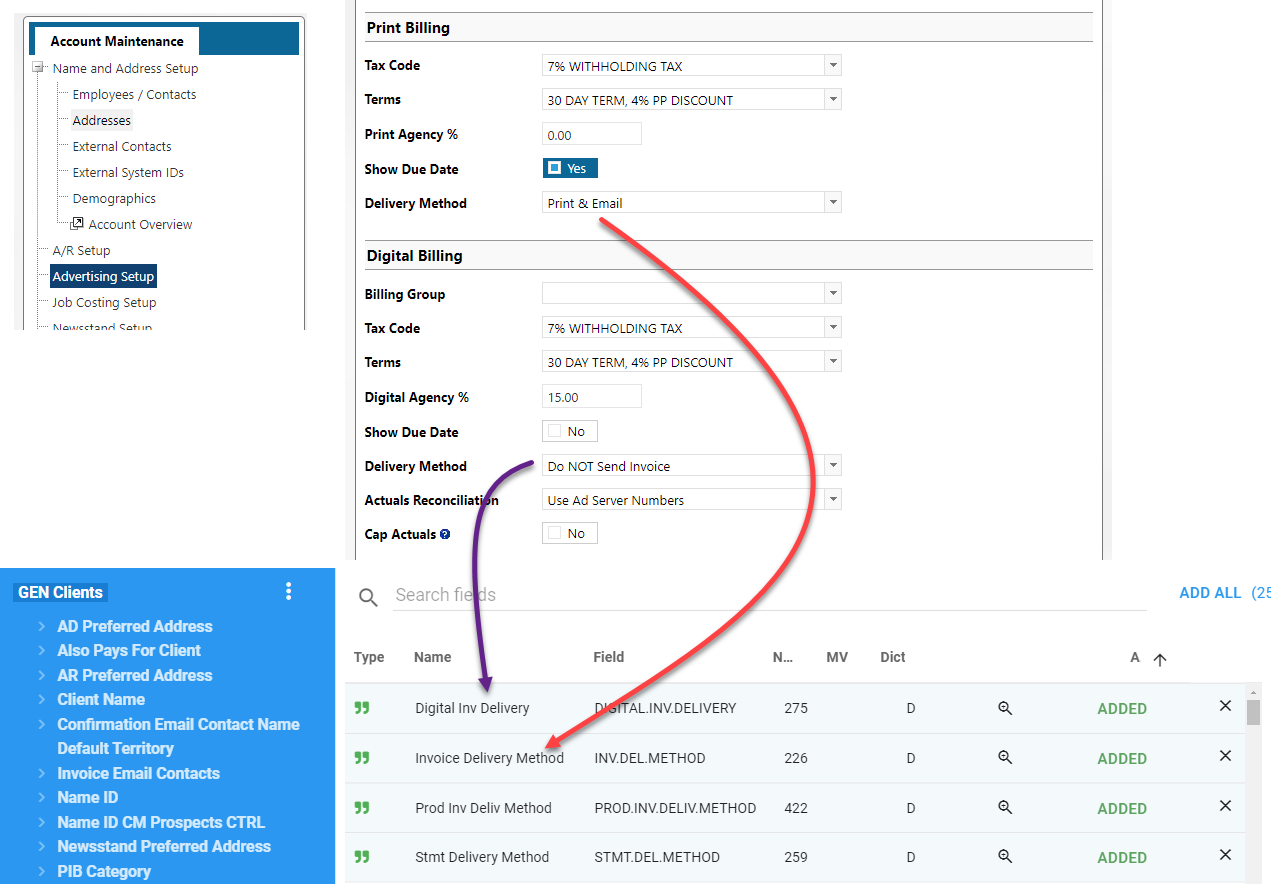 Account Maintenance
Name and Address Setup
Employees / Contacts
Addresses
External Contacts
External System IDs
Demographics
Account Overview
A/R Setup
Advertising Setup
Job Costing Setup
Newsstand Setup
Print Billing
Tax Code 7% WITHHOLDING TAX
Terms 30 DAY TERM, 4% PP DISCOUNT
Print Agency % 0.00
Show Due Date Yes
Delivery Method Print & Email
Digital Billing
Billing Group
Tax Code 7% WITHHOLDING TAX
Terms 30 DAY TERM, 4% PP DISCOUNT
Digital Agency % 15.00
Show Due Date No
Delivery Method Do NOT Send Invoice
Actuals Reconciliation Use Ad Server Numbers
Cap Actuals ? No
GEN Clients
AD Preferred Address
Also Pays For Client
AR Preferred Address
Client Name
Confirmation Email Contact Name
Default Territory
Invoice Email Contacts
Name ID
Name ID CM Prospects CTRL
Newsstand Preferred Address
PIB Category
Search fields ADD ALL (25
Type Name Field N... MV Dict A
Digital Inv Delivery DIGITAL.INV.DELIVERY 275 D ADDED
Invoice Delivery Method INV.DEL.METHOD 226 D ADDED
Prod Inv Deliv Method PROD.INV.DELIV.METHOD 422 D ADDED
Stmt Delivery Method STMT.DEL.METHOD 259 D ADDED